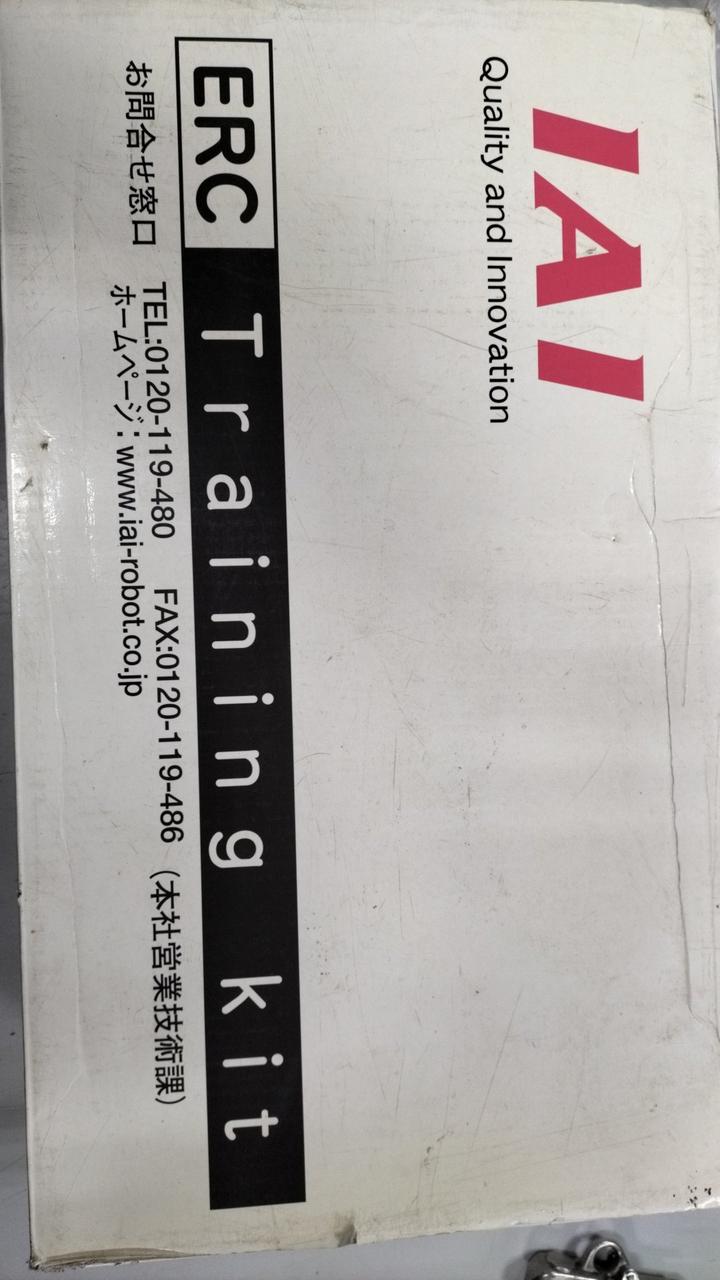 IAI
Quality and Innovation
ERC Training kit
お問合せ窓口 TEL:0120-119-480 FAX:0120-119-486 (本社営業技術課)
ホームページ:www.iai-robot.co.jp